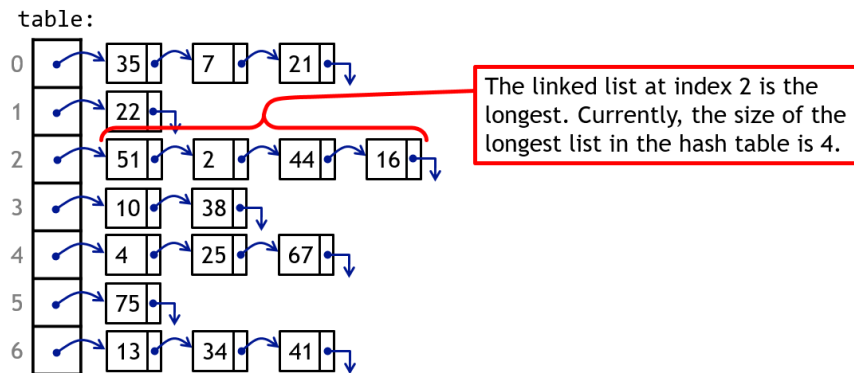 table:
0 35 7 21
The linked list at index 2 is the
1 22
longest. Currently, the size of the
2 51 2 44 16
longest list in the hash table is 4.
3 10 38
4 4 25 67
5 75
6 13 34 41